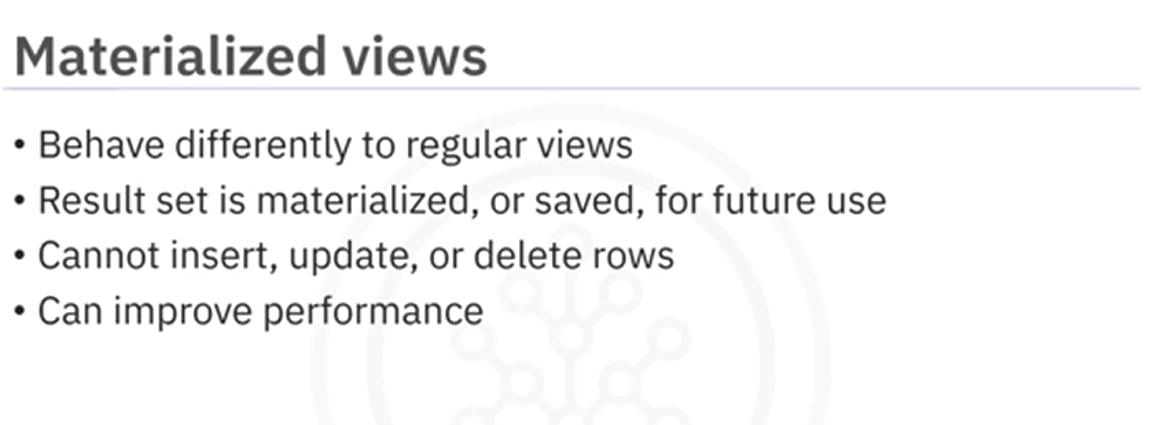 Materialized views
• Behave differently to regular views
• Result set is materialized, or saved, for future use
• Cannot insert, update, or delete rows
• Can improve performance